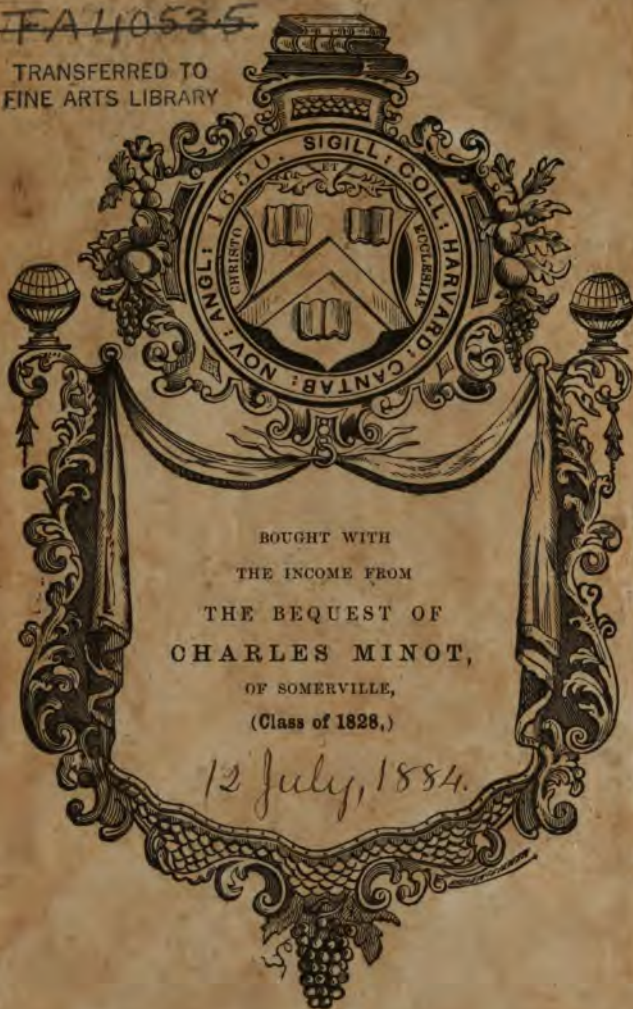 FA4053.5
TRANSFERRED TO
FINE ARTS LIBRARY
SIGILL: COLL: HARVARD: CANTAB: NOV: ANGL: 1650.
ET
CHRISTO
ECCLESIAE
BOUGHT WITH
THE INCOME FROM
THE BEQUEST OF
CHARLES MINOT,
OF SOMERVILLE,
(Class of 1828,)
12 July, 1884.